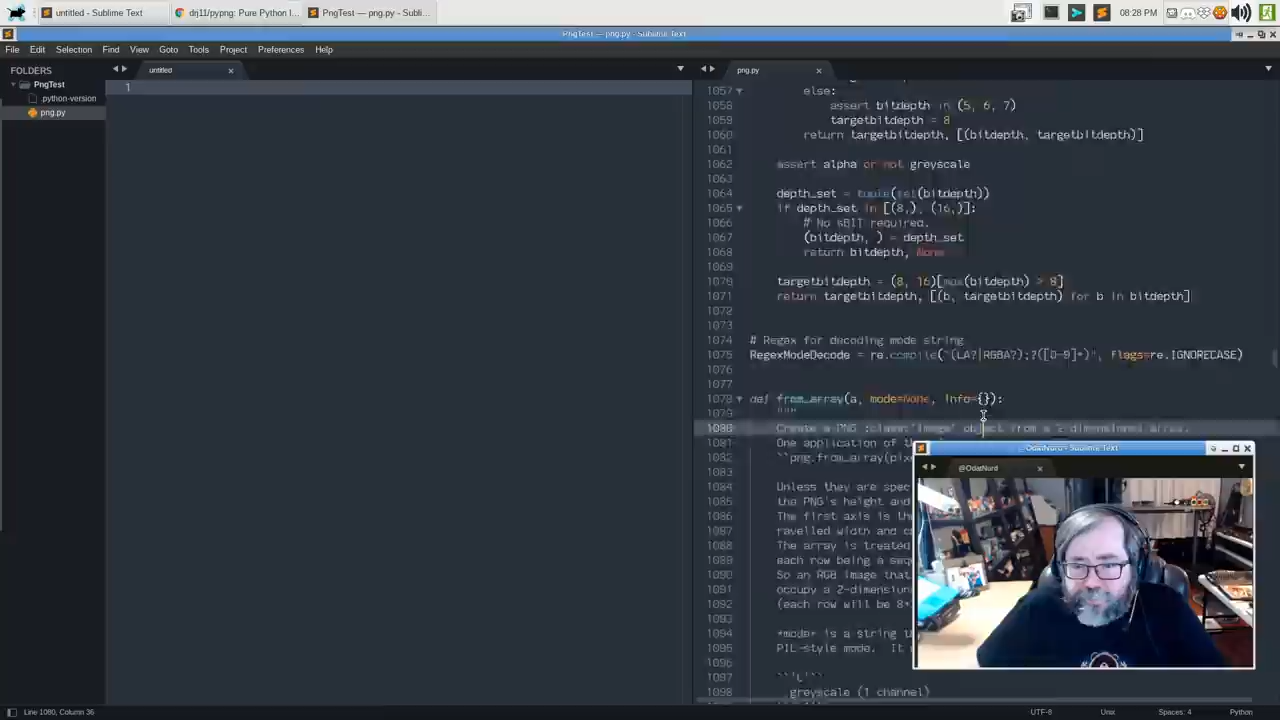 untitled - Sublime Text
drj11/pypng: Pure Python l...
PngTest — png.py - Subli...
08:28 PM
PngTest — png.py - Sublime Text
File Edit Selection Find View Goto Tools Project Preferences Help
FOLDERS
PngTest
.python-version
png.py
untitled
1
png.py
1057 else:
1058 assert bitdepth in (5, 6, 7)
1059 targetbitdepth = 8
1060 return targetbitdepth, [(bitdepth, targetbitdepth)]
1061
1062 assert alpha or not greyscale
1063
1064 depth_set = tuple(set(bitdepth))
1065 if depth_set in [(8,), (16,)]:
1066 # No sBIT required.
1067 (bitdepth, ) = depth_set
1068 return bitdepth, None
1069
1070 targetbitdepth = (8, 16)[max(bitdepth) > 8]
1071 return targetbitdepth, [(b, targetbitdepth) for b in bitdepth]
1072
1073
1074 # Regex for decoding mode string
1075 RegexModeDecode = re.compile("(LA?|RGBA?);?([0-9]*)", flags=re.IGNORECASE)
1076
1077
1078 def from_array(a, mode=None, info={}):
1079 """
1080 Create a PNG :class:`Image` object from a 2-dimensional array.
1081 One application of t
1082 ``png.from_array(pix
1083
1084 Unless they are spec
1085 the PNG's height and
1086 The first axis is th
1087 ravelled width and c
1088 The array is treated
1089 each row being a seq
1090 So an RGB image that
1091 occupy a 2-dimension
1092 (each row will be 8*
1093
1094 *mode* is a string t
1095 PIL-style mode. It
1096
1097 ``'L'``
1098 greyscale (1 channel)
@OdatNurd - Sublime Text
@OdatNurd
Line 1080, Column 36
UTF-8
Unix
Spaces: 4
Python